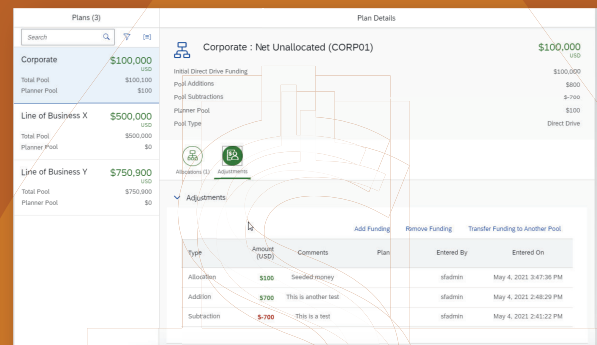 Plans (3)
Search
Corporate
$100,000
USD
Total Pool
$100,100
Planner Pool
$100
Line of Business X
$500,000
USD
Total Pool
$500,000
Planner Pool
$0
Line of Business Y
$750,900
USD
Total Pool
$750,900
Planner Pool
$0
Plan Details
Corporate : Net Unallocated (CORP01)
$100,000
USD
Initial Direct Drive Funding
$100,000
Pool Additions
$800
Pool Subtractions
$-700
Planner Pool
$100
Pool Type
Direct Drive
Allocations (1)
Adjustments
Adjustments
Add Funding Remove Funding Transfer Funding to Another Pool
Type Amount (USD) Comments Plan Entered By Entered On
Allocation $100 Seeded money sfadmin May 4, 2021 3:47:36 PM
Addition $700 This is another test sfadmin May 4, 2021 2:48:29 PM
Subtraction $-700 This is a test sfadmin May 4, 2021 2:41:22 PM